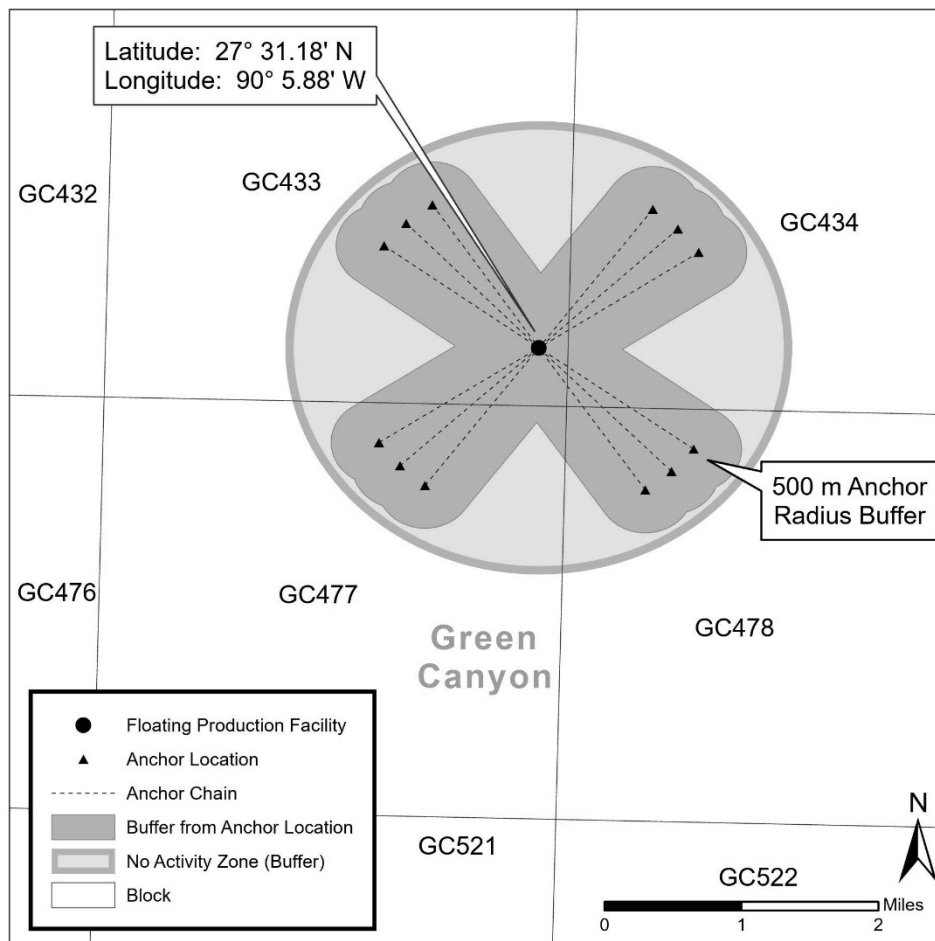 Latitude: 27° 31.18' N
Longitude: 90° 5.88' W
GC432
GC433
GC434
500 m Anchor
Radius Buffer
GC476
GC477
GC478
Green
Canyon
Floating Production Facility
Anchor Location
Anchor Chain
Buffer from Anchor Location
No Activity Zone (Buffer)
Block
GC521
GC522
N
Miles
0
1
2